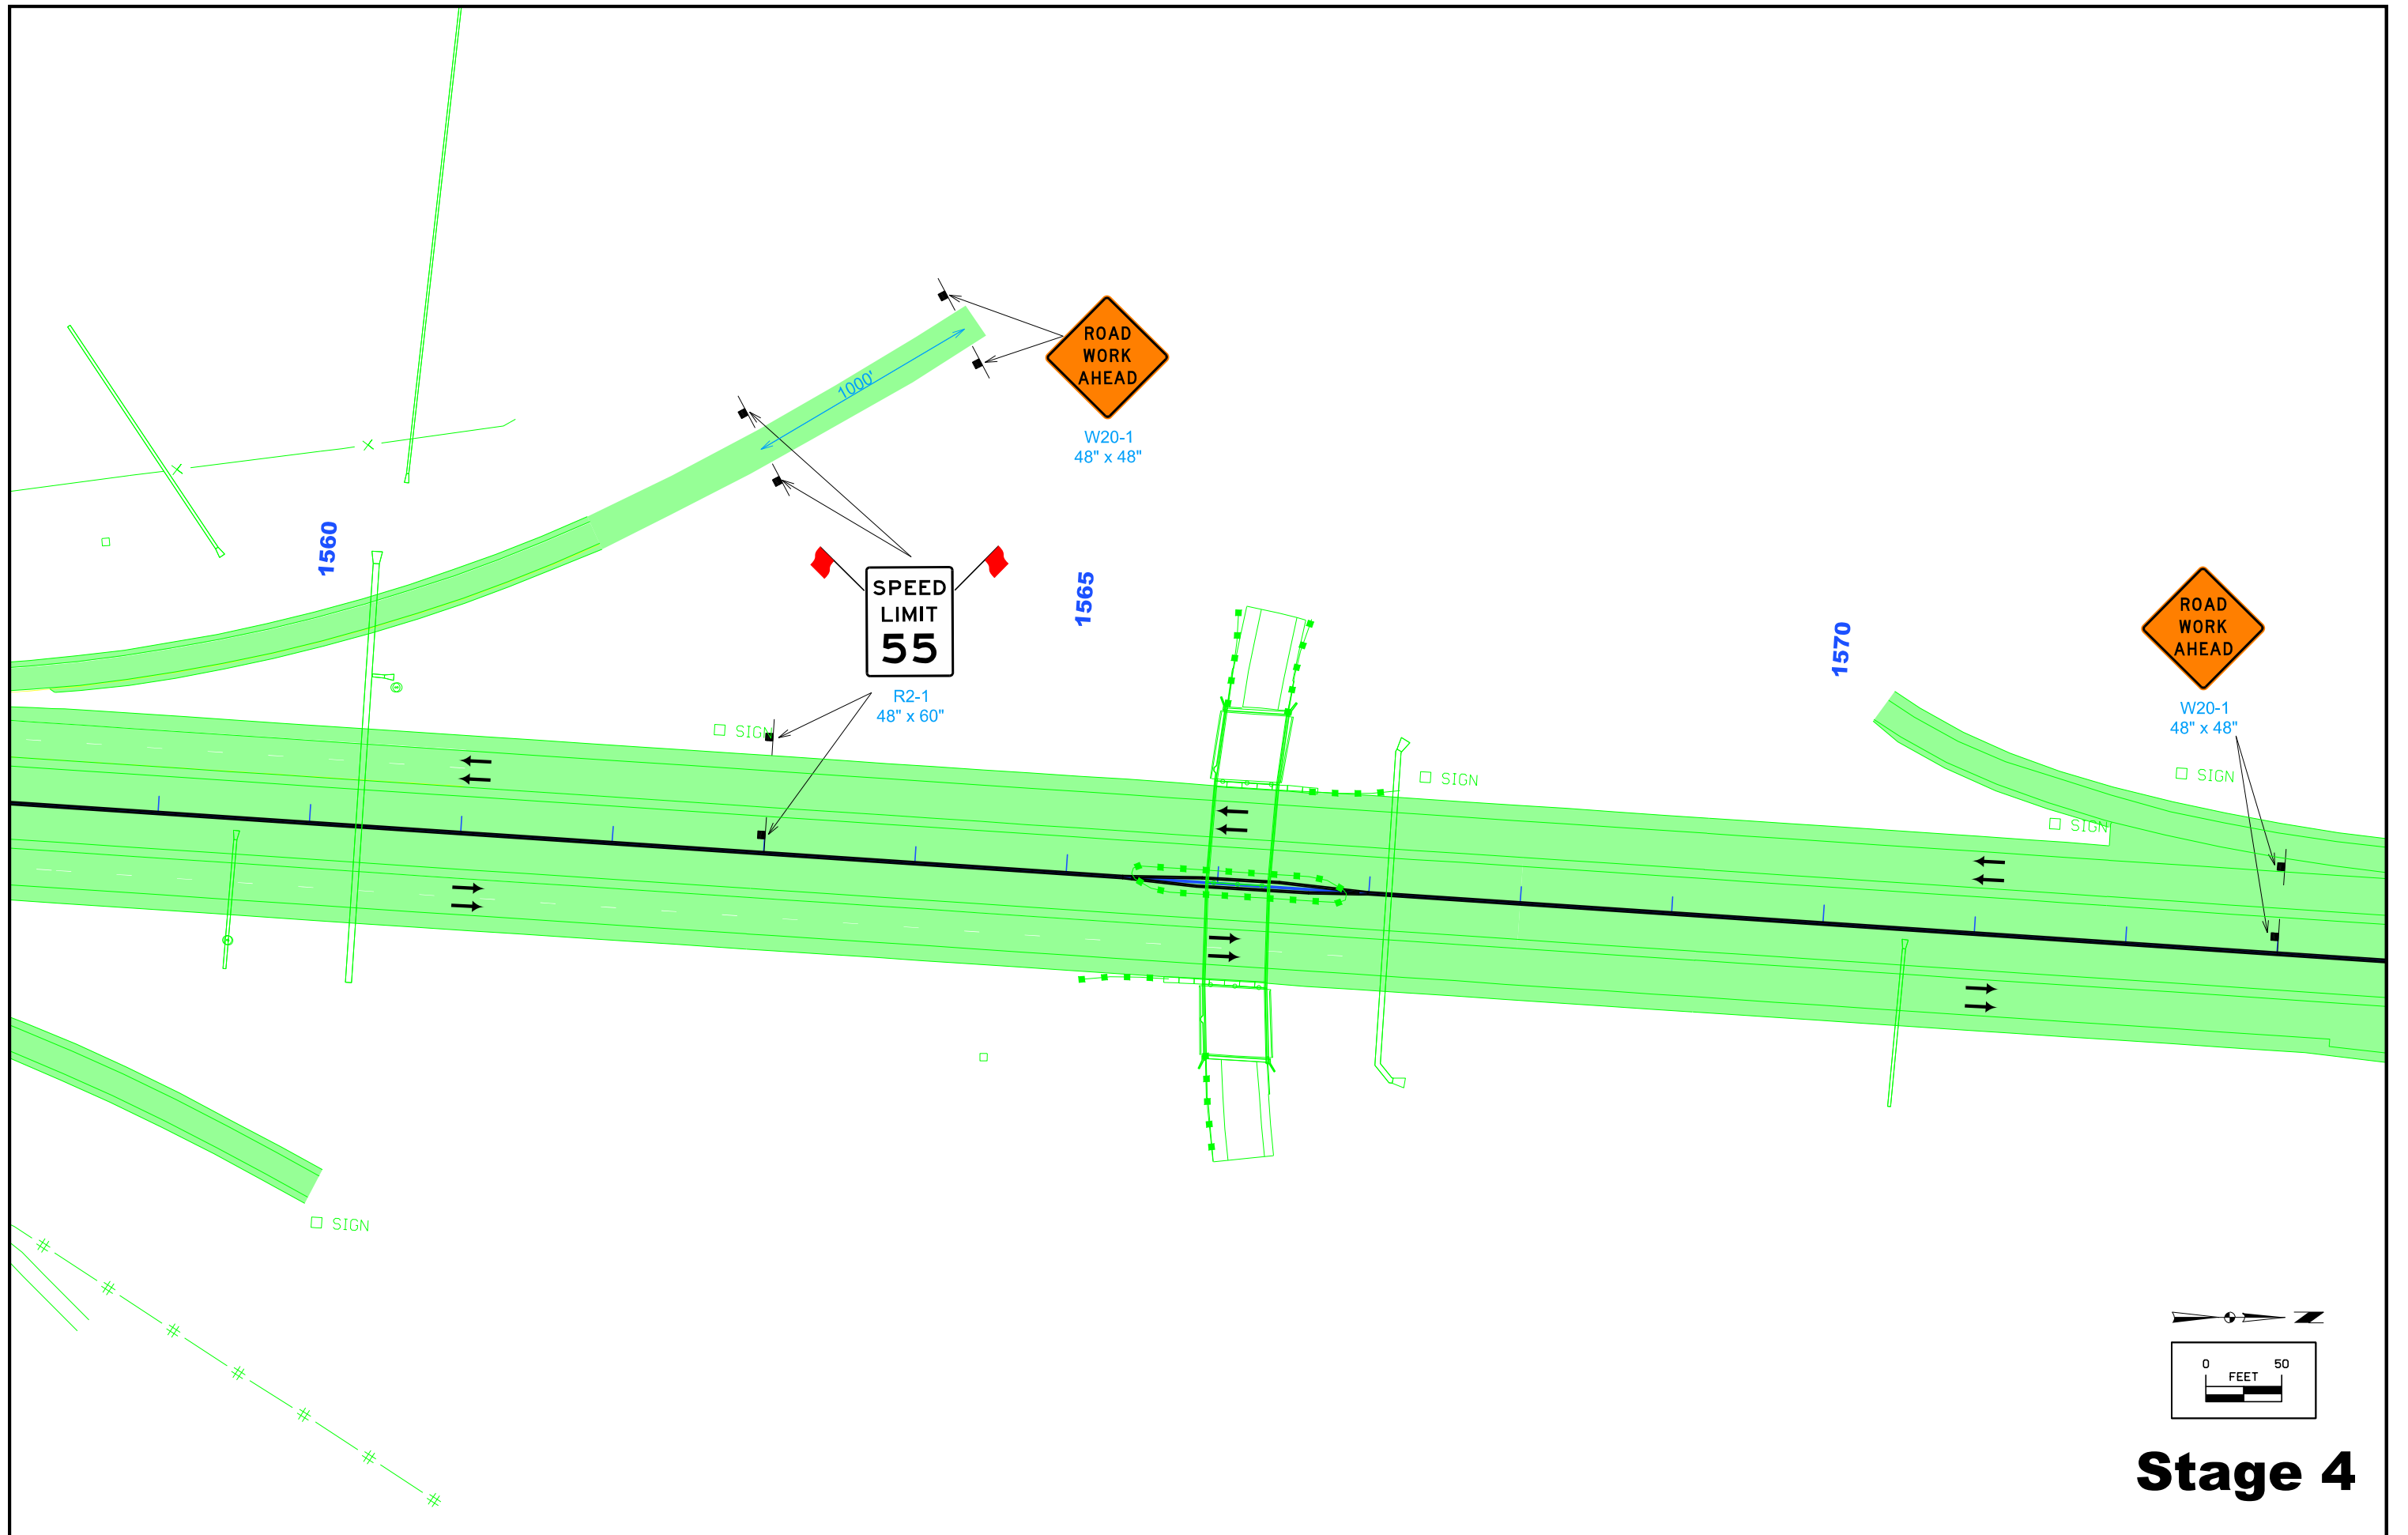 ROAD
WORK
AHEAD
W20-1
48" x 48"
1000'
1560
SPEED
LIMIT
55
R2-1
48" x 60"
1565
1570
ROAD
WORK
AHEAD
W20-1
48" x 48"
SIGN
SIGN
SIGN
SIGN
SIGN
N
0 50
FEET
Stage 4